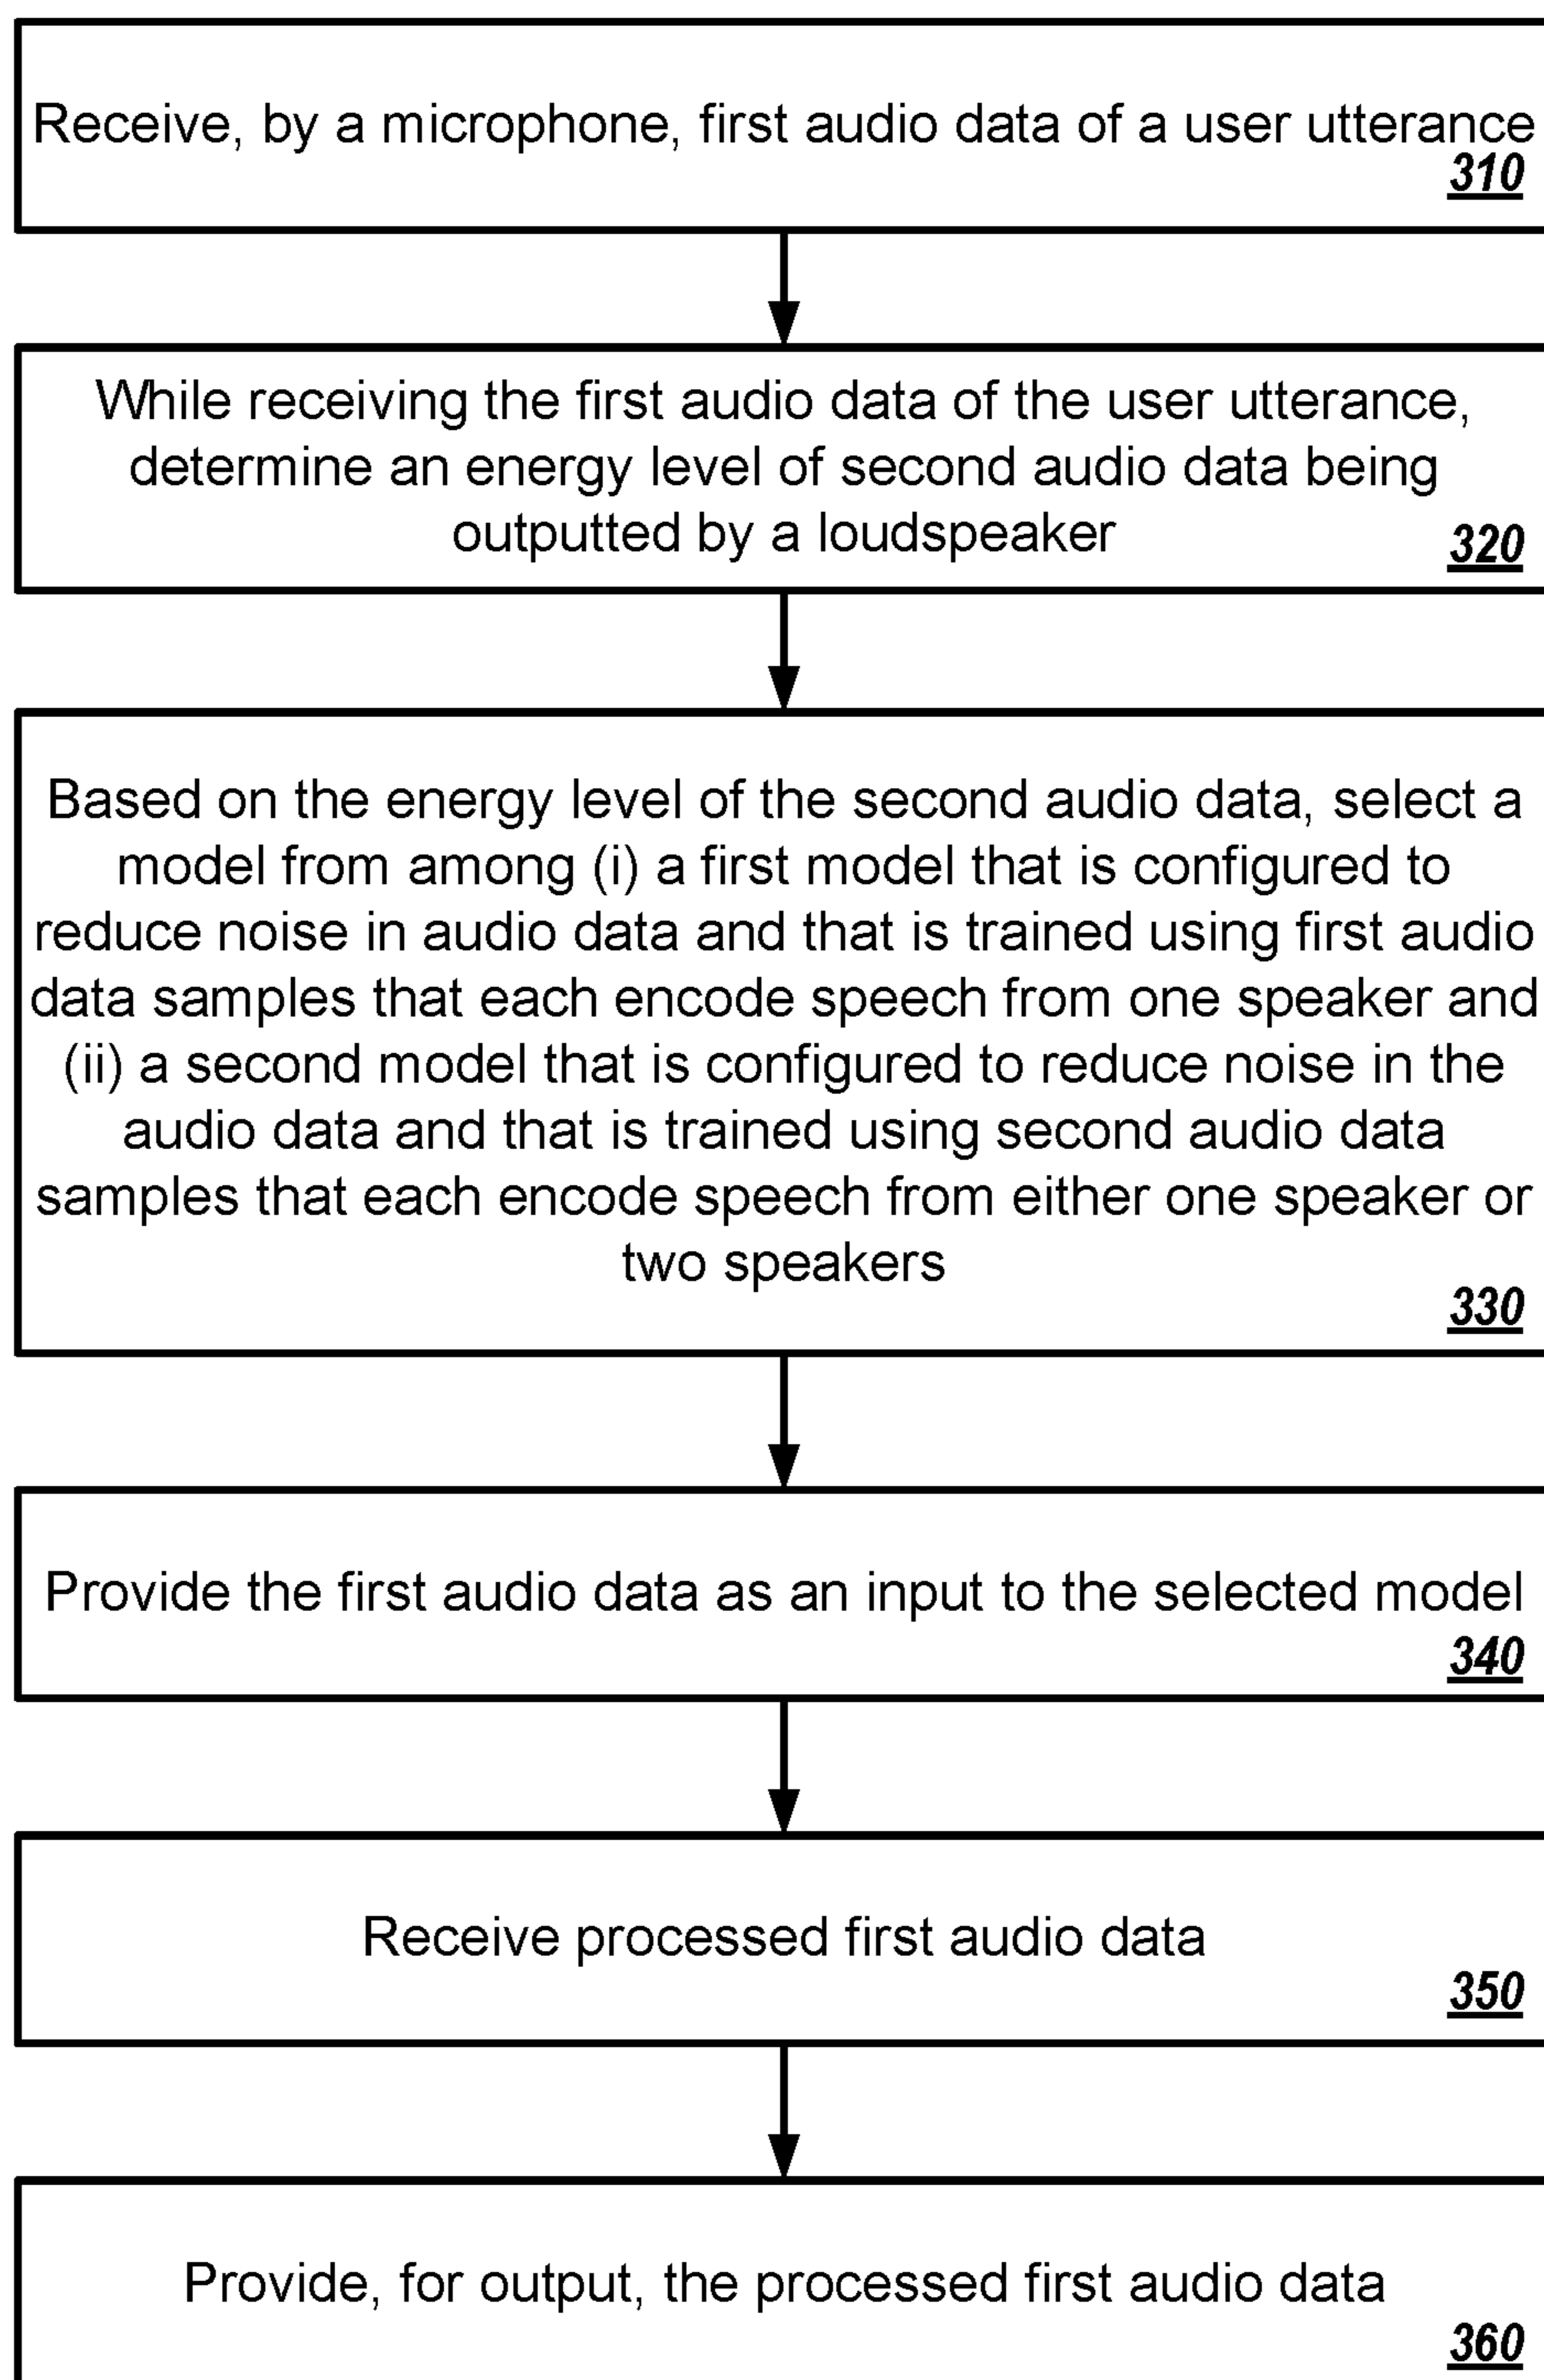 Receive, by a microphone, first audio data of a user utterance
310
While receiving the first audio data of the user utterance,
determine an energy level of second audio data being
outputted by a loudspeaker
320
Based on the energy level of the second audio data, select a
model from among (i) a first model that is configured to
reduce noise in audio data and that is trained using first audio
data samples that each encode speech from one speaker and
(ii) a second model that is configured to reduce noise in the
audio data and that is trained using second audio data
samples that each encode speech from either one speaker or
two speakers
330
Provide the first audio data as an input to the selected model
340
Receive processed first audio data
350
Provide, for output, the processed first audio data
360